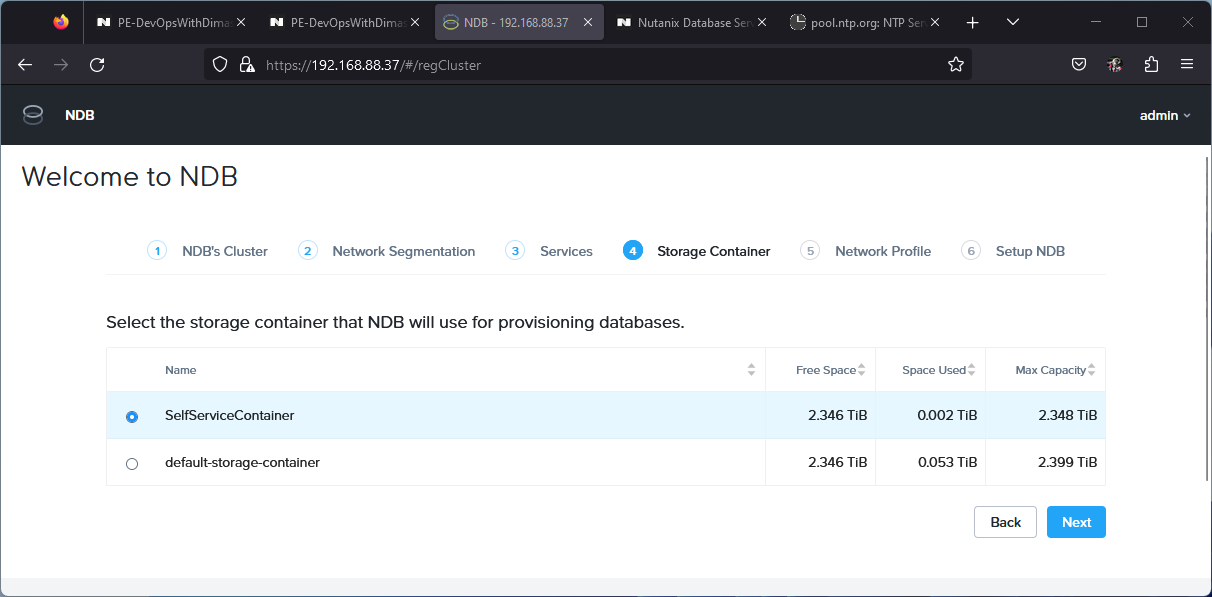 PE-DevOpsWithDimas
PE-DevOpsWithDimas
NDB - 192.168.88.37
Nutanix Database Serv
pool.ntp.org: NTP Serv
https://192.168.88.37/#/regCluster
NDB
admin
Welcome to NDB
1 NDB's Cluster 2 Network Segmentation 3 Services 4 Storage Container 5 Network Profile 6 Setup NDB
Select the storage container that NDB will use for provisioning databases.
Name Free Space Space Used Max Capacity
SelfServiceContainer 2.346 TiB 0.002 TiB 2.348 TiB
default-storage-container 2.346 TiB 0.053 TiB 2.399 TiB
Back Next